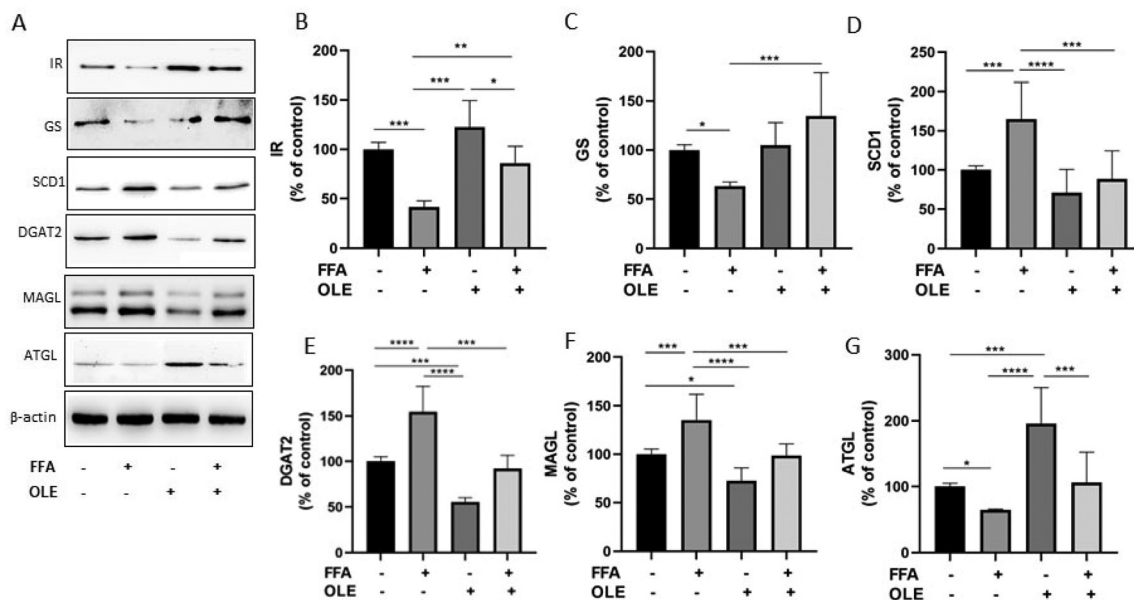 A
IR
GS
SCD1
DGAT2
MAGL
ATGL
β-actin
FFA - + - +
OLE - - + +
B
IR
(% of control)
200
150
100
50
0
**
*** *
***
FFA - + - +
OLE - - + +
C
GS
(% of control)
200
150
100
50
0
***
*
FFA - + - +
OLE - - + +
D
SCD1
(% of control)
250
200
150
100
50
0
***
*** ****
FFA - + - +
OLE - - + +
E
DGAT2
(% of control)
200
150
100
50
0
**** ***
***
****
FFA - + - +
OLE - - + +
F
MAGL
(% of control)
200
150
100
50
0
*** ***
****
*
FFA - + - +
OLE - - + +
G
ATGL
(% of control)
300
200
100
0
***
**** ***
*
FFA - + - +
OLE - - + +